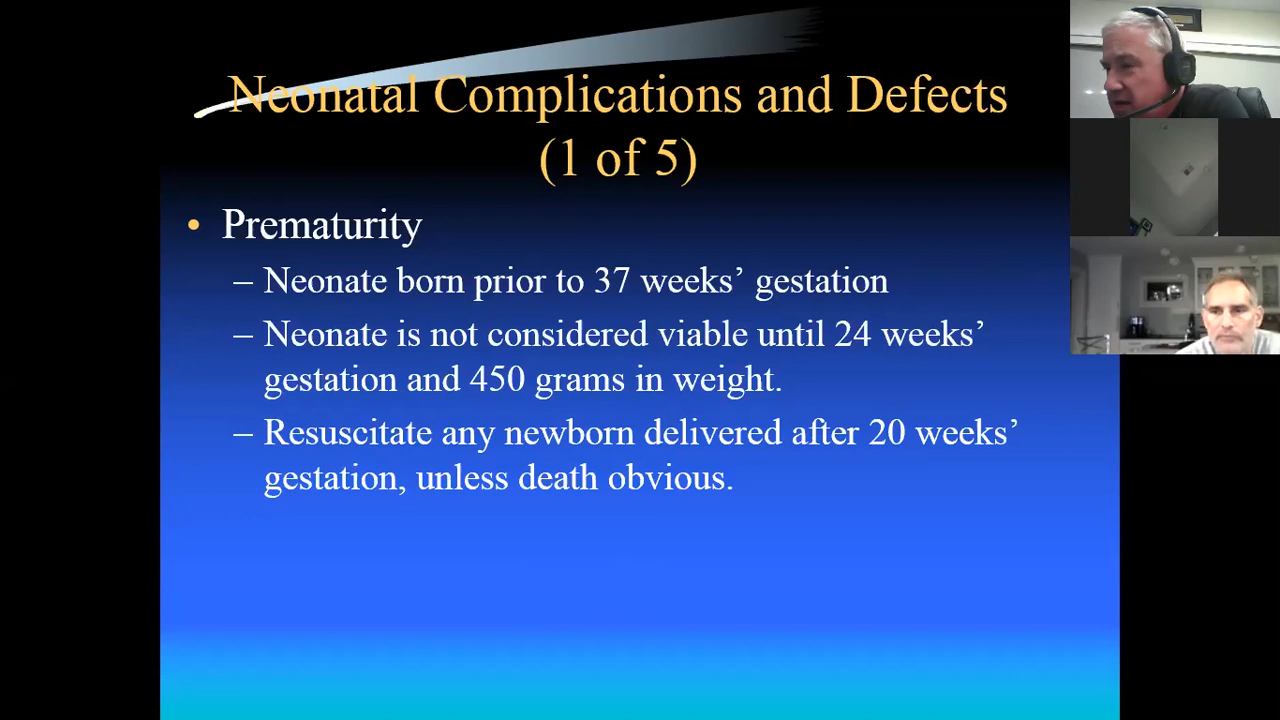 Neonatal Complications and Defects
(1 of 5)
• Prematurity
– Neonate born prior to 37 weeks’ gestation
– Neonate is not considered viable until 24 weeks’
gestation and 450 grams in weight.
– Resuscitate any newborn delivered after 20 weeks’
gestation, unless death obvious.